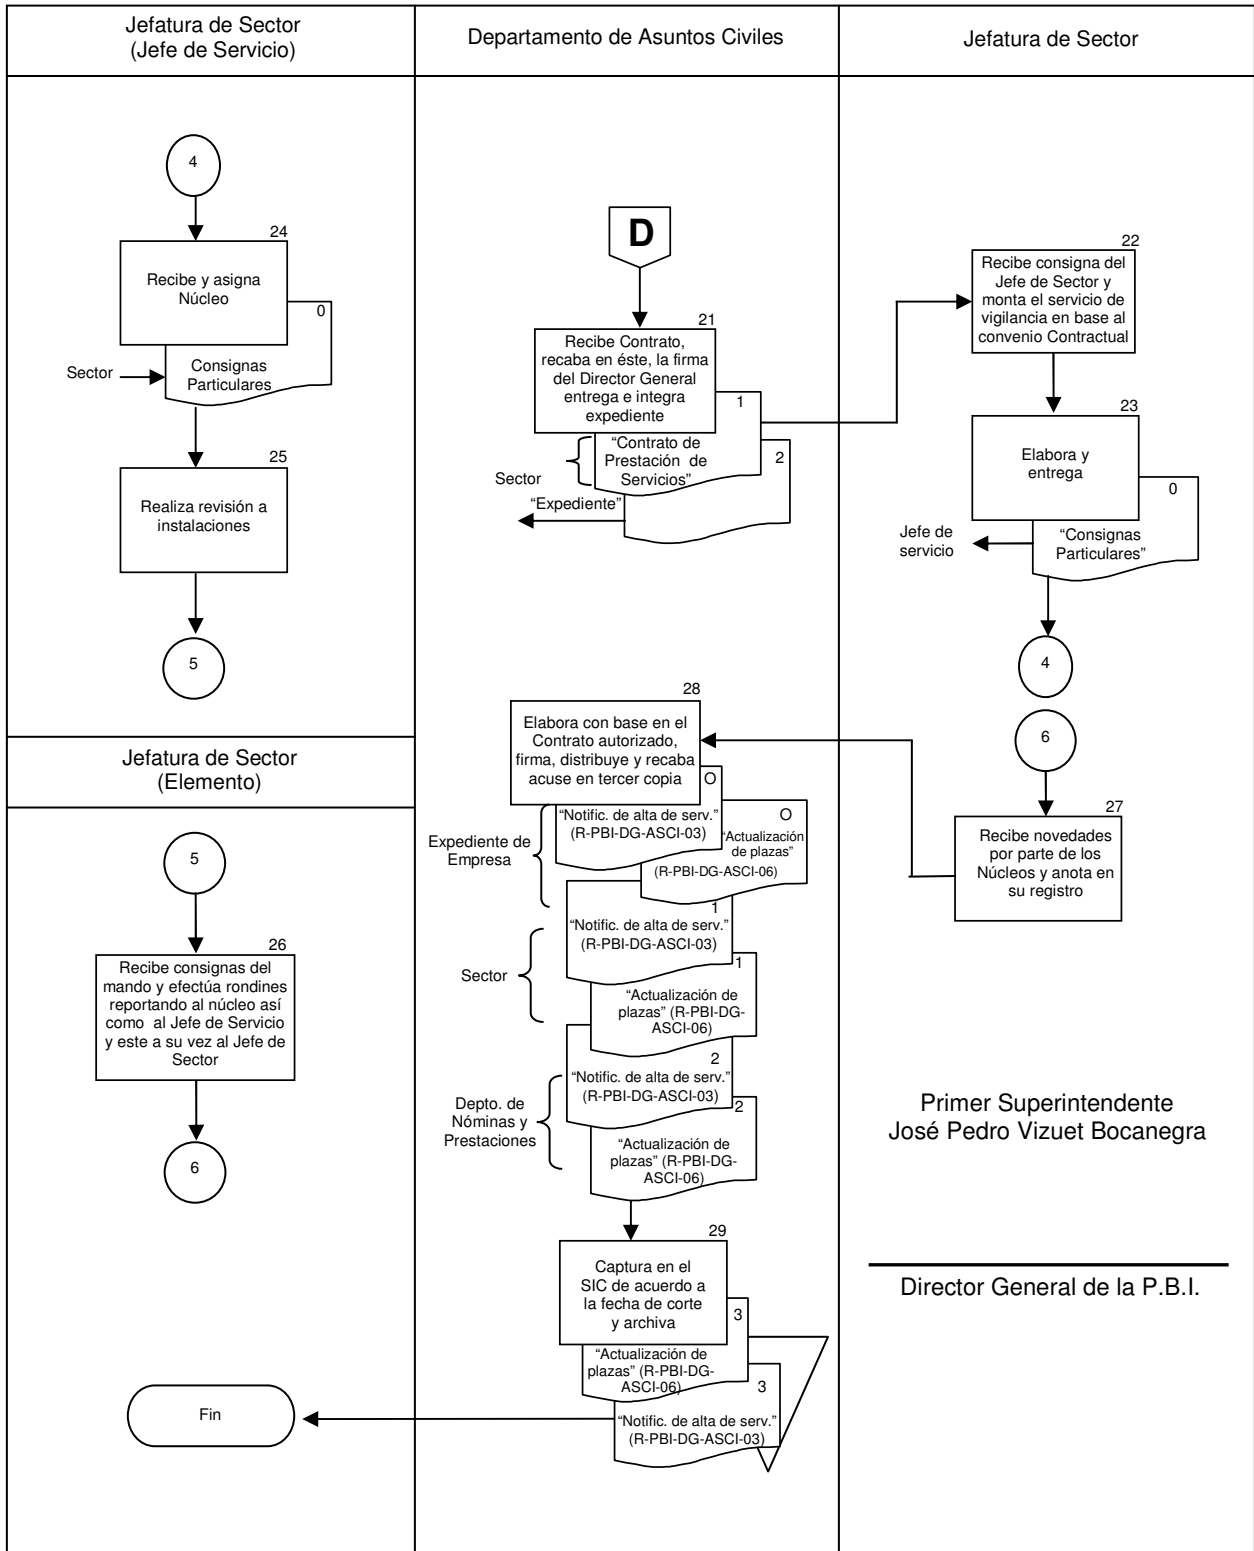 Jefatura de Sector
(Jefe de Servicio)
Departamento de Asuntos Civiles
Jefatura de Sector
4
24
Recibe y asigna
Núcleo
0
Sector
Consignas
Particulares
25
Realiza revisión a
instalaciones
5
Jefatura de Sector
(Elemento)
5
26
Recibe consignas del
mando y efectúa rondines
reportando al núcleo así
como al Jefe de Servicio
y este a su vez al Jefe de
Sector
6
Fin
D
21
Recibe Contrato,
recaba en éste, la firma
del Director General
entrega e integra
expediente
1
“Contrato de
Prestación de
Servicios”
2
Sector
“Expediente”
28
Elabora con base en el
Contrato autorizado,
firma, distribuye y recaba
acuse en tercer copia
O
“Notific. de alta de serv.”
(R-PBI-DG-ASCI-03)
O
“Actualización
de plazas”
(R-PBI-DG-ASCI-06)
Expediente de
Empresa
1
“Notific. de alta de serv.”
(R-PBI-DG-ASCI-03)
1
Sector
“Actualización de
plazas” (R-PBI-DG-
ASCI-06)
2
“Notific. de alta de serv.”
(R-PBI-DG-ASCI-03)
2
Depto. de
Nóminas y
Prestaciones
“Actualización de
plazas” (R-PBI-DG-
ASCI-06)
29
Captura en el
SIC de acuerdo a
la fecha de corte
y archiva
3
“Actualización de
plazas” (R-PBI-DG-
ASCI-06)
3
“Notific. de alta de serv.”
(R-PBI-DG-ASCI-03)
22
Recibe consigna del
Jefe de Sector y
monta el servicio de
vigilancia en base al
convenio Contractual
23
Elabora y
entrega
0
Jefe de
servicio
“Consignas
Particulares”
4
6
27
Recibe novedades
por parte de los
Núcleos y anota en
su registro
Primer Superintendente
José Pedro Vizuet Bocanegra
Director General de la P.B.I.